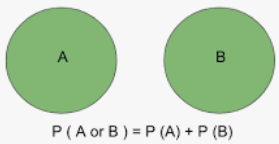 A B
P ( A or B ) = P (A) + P (B)